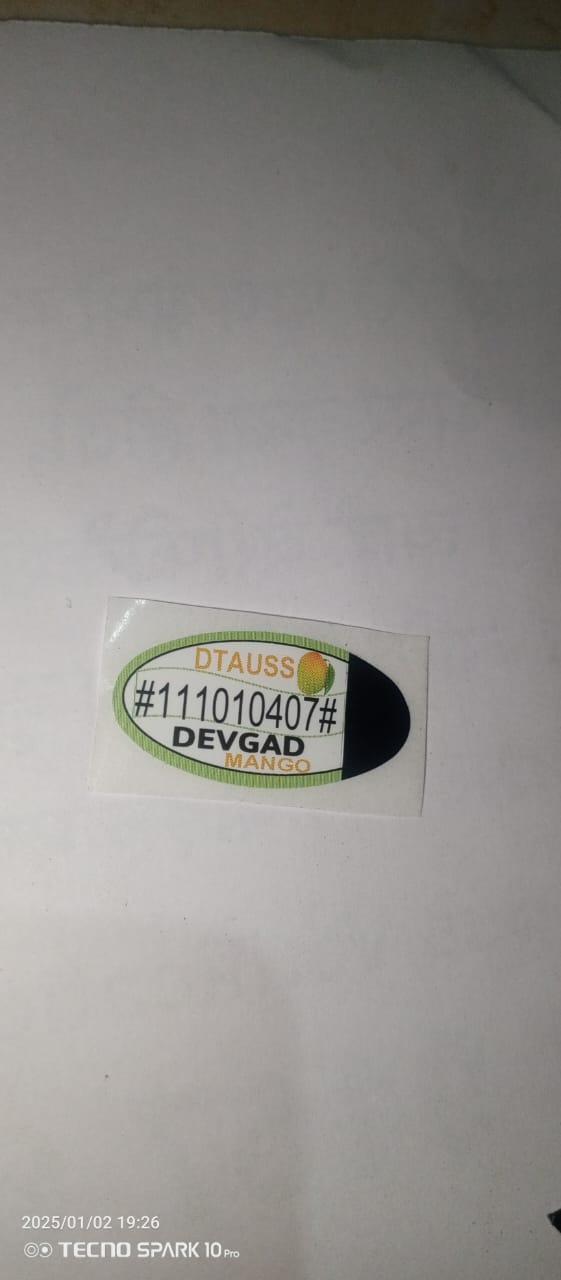 DTAUSS
#111010407#
DEVGAD
MANGO
2025/01/02 19:26
TECNO SPARK 10 Pro